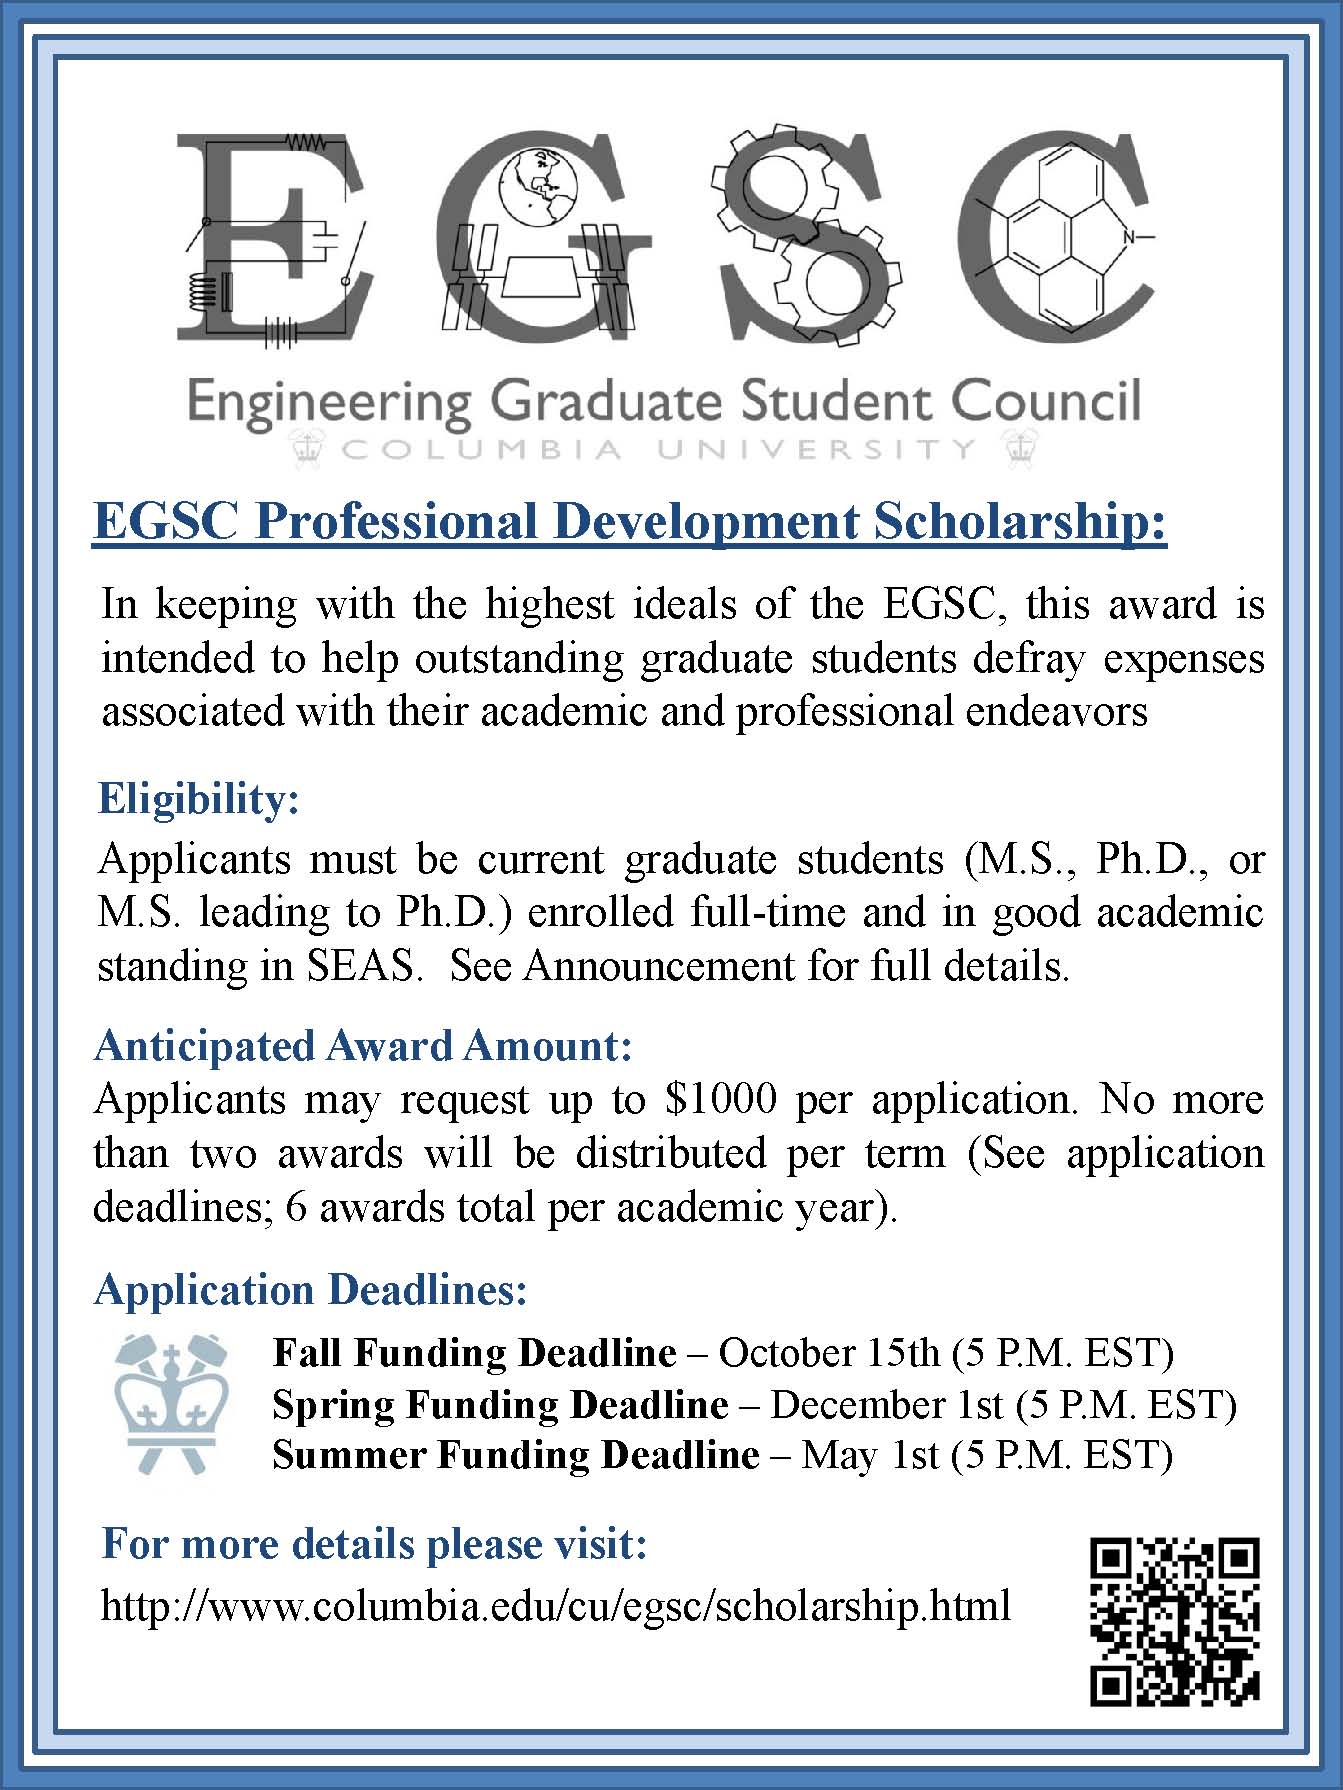 EGSC
N
Engineering Graduate Student Council
COLUMBIA UNIVERSITY
EGSC Professional Development Scholarship:
In keeping with the highest ideals of the EGSC, this award is
intended to help outstanding graduate students defray expenses
associated with their academic and professional endeavors
Eligibility:
Applicants must be current graduate students (M.S., Ph.D., or
M.S. leading to Ph.D.) enrolled full-time and in good academic
standing in SEAS.  See Announcement for full details.
Anticipated Award Amount:
Applicants may request up to $1000 per application. No more
than two awards will be distributed per term (See application
deadlines; 6 awards total per academic year).
Application Deadlines:
Fall Funding Deadline – October 15th (5 P.M. EST)
Spring Funding Deadline – December 1st (5 P.M. EST)
Summer Funding Deadline – May 1st (5 P.M. EST)
For more details please visit:
http://www.columbia.edu/cu/egsc/scholarship.html